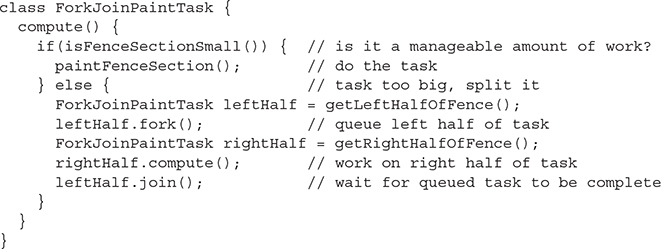 class ForkJoinPaintTask {
  compute() {
    if(isFenceSectionSmall()) {  // is it a manageable amount of work?
      paintFenceSection();       // do the task
    } else {                     // task too big, split it
      ForkJoinPaintTask leftHalf = getLeftHalfOfFence();
      leftHalf.fork();           // queue left half of task
      ForkJoinPaintTask rightHalf = getRightHalfOfFence();
      rightHalf.compute();       // work on right half of task
      leftHalf.join();           // wait for queued task to be complete
    }
  }
}